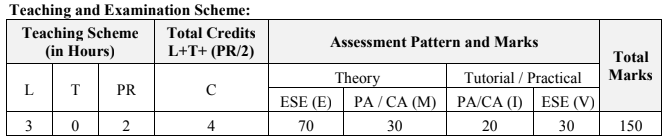 Teaching and Examination Scheme:
Teaching Scheme (in Hours) | Total Credits L+T+ (PR/2) | Assessment Pattern and Marks | Total Marks
L | T | PR | C | Theory | Tutorial / Practical
ESE (E) | PA / CA (M) | PA/CA (I) | ESE (V)
3 | 0 | 2 | 4 | 70 | 30 | 20 | 30 | 150